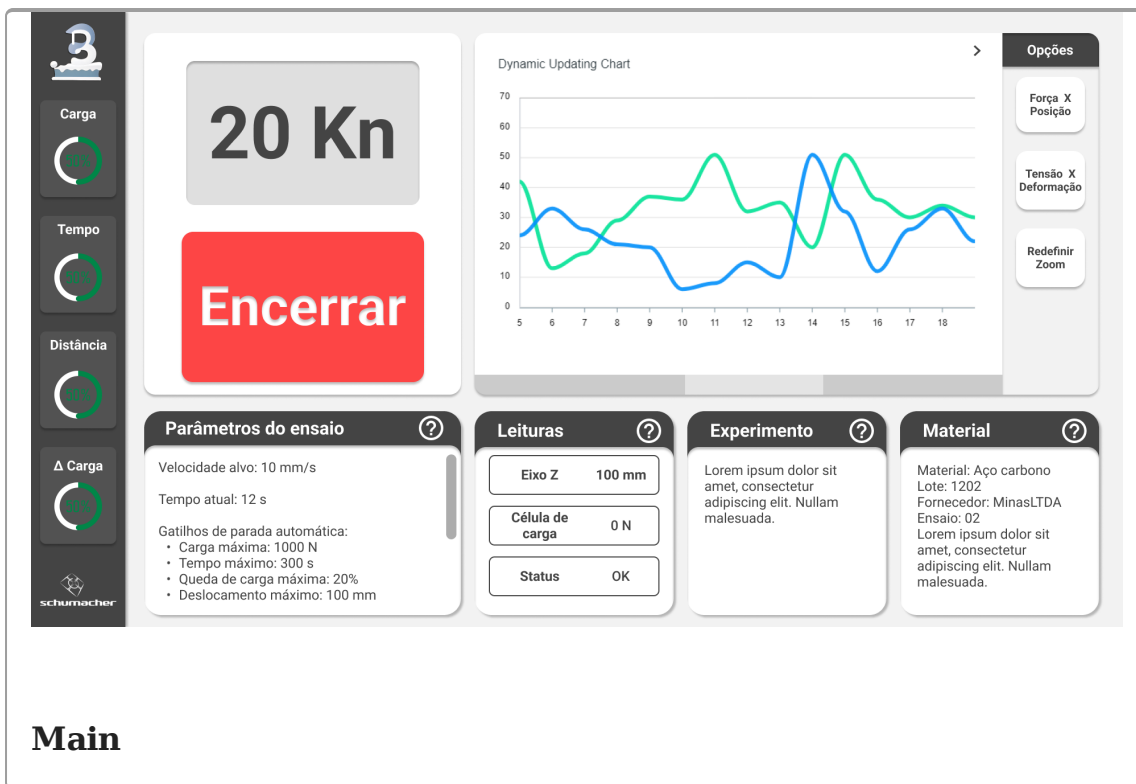 Carga
Tempo
Distância
Δ Carga
schumacher
20 Kn
Encerrar
Dynamic Updating Chart
70
60
50
40
30
20
10
0
5 6 7 8 9 10 11 12 13 14 15 16 17 18
Opções
Força X
Posição
Tensão X
Deformação
Redefinir
Zoom
Parâmetros do ensaio ?
Velocidade alvo: 10 mm/s
Tempo atual: 12 s
Gatilhos de parada automática:
• Carga máxima: 1000 N
• Tempo máximo: 300 s
• Queda de carga máxima: 20%
• Deslocamento máximo: 100 mm
Leituras ?
Eixo Z 100 mm
Célula de
carga 0 N
Status OK
Experimento ?
Lorem ipsum dolor sit
amet, consectetur
adipiscing elit. Nullam
malesuada.
Material ?
Material: Aço carbono
Lote: 1202
Fornecedor: MinasLTDA
Ensaio: 02
Lorem ipsum dolor sit
amet, consectetur
adipiscing elit. Nullam
malesuada.
Main